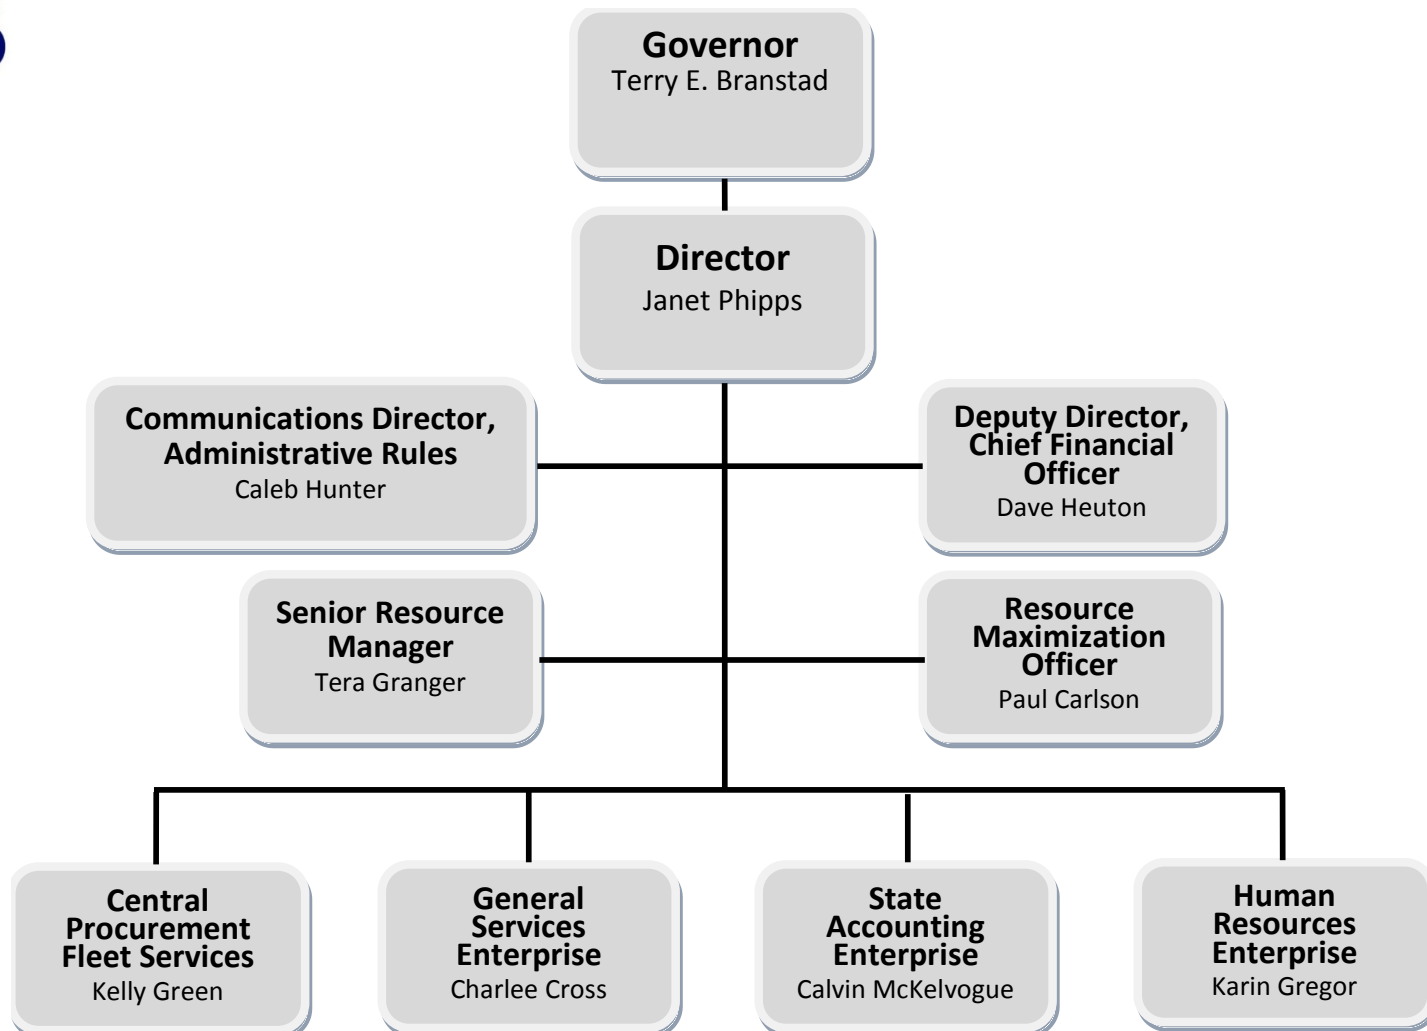 Governor
Terry E. Branstad
Director
Janet Phipps
Communications Director,
Administrative Rules
Caleb Hunter
Deputy Director,
Chief Financial
Officer
Dave Heuton
Senior Resource
Manager
Tera Granger
Resource
Maximization
Officer
Paul Carlson
Central
Procurement
Fleet Services
Kelly Green
General
Services
Enterprise
Charlee Cross
State
Accounting
Enterprise
Calvin McKelvogue
Human
Resources
Enterprise
Karin Gregor